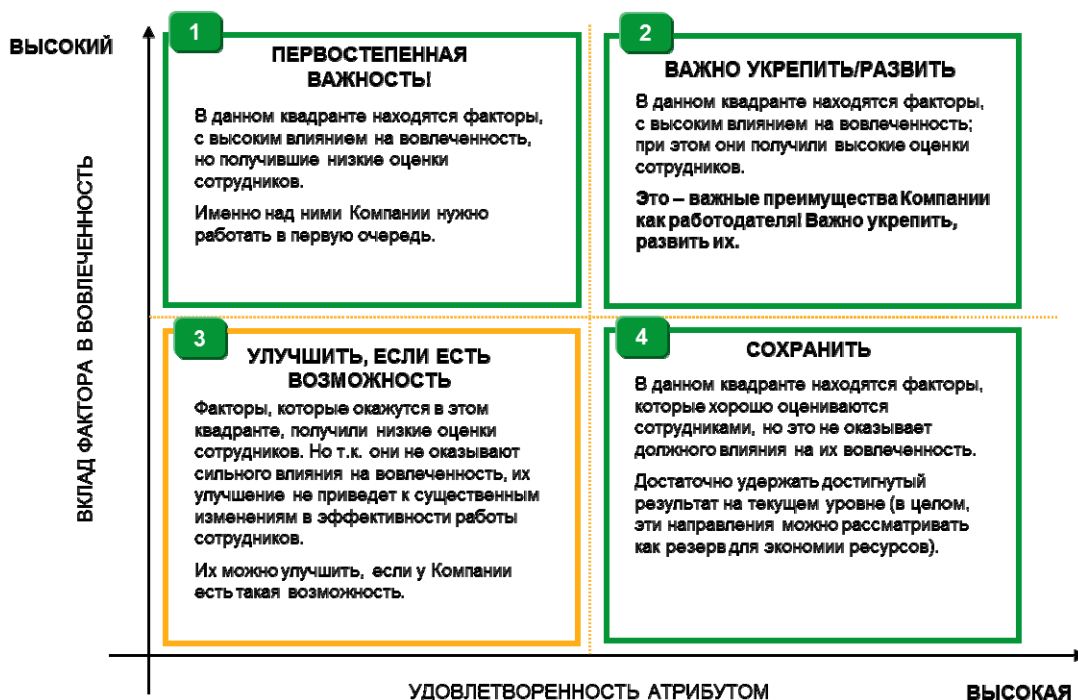 ВЫСОКИЙ
ВКЛАД ФАКТОРА В ВОВЛЕЧЕННОСТЬ
1
ПЕРВОСТЕПЕННАЯ
ВАЖНОСТЬ!
В данном квадранте находятся факторы,
с высоким влиянием на вовлеченность,
но получившие низкие оценки
сотрудников.
Именно над ними Компании нужно
работать в первую очередь.
2
ВАЖНО УКРЕПИТЬ/РАЗВИТЬ
В данном квадранте находятся факторы,
с высоким влиянием на вовлеченность;
при этом они получили высокие оценки
сотрудников.
Это – важные преимущества Компании
как работодателя! Важно укрепить,
развить их.
3
УЛУЧШИТЬ, ЕСЛИ ЕСТЬ
ВОЗМОЖНОСТЬ
Факторы, которые окажутся в этом
квадранте, получили низкие оценки
сотрудников. Но т.к. они не оказывают
сильного влияния на вовлеченность, их
улучшение не приведет к существенным
изменениям в эффективности работы
сотрудников.
Их можно улучшить, если у Компании
есть такая возможность.
4
СОХРАНИТЬ
В данном квадранте находятся факторы,
которые хорошо оцениваются
сотрудниками, но это не оказывает
должного влияния на их вовлеченность.
Достаточно удержать достигнутый
результат на текущем уровне (в целом,
эти направления можно рассматривать
как резерв для экономии ресурсов).
УДОВЛЕТВОРЕННОСТЬ АТРИБУТОМ
ВЫСОКАЯ